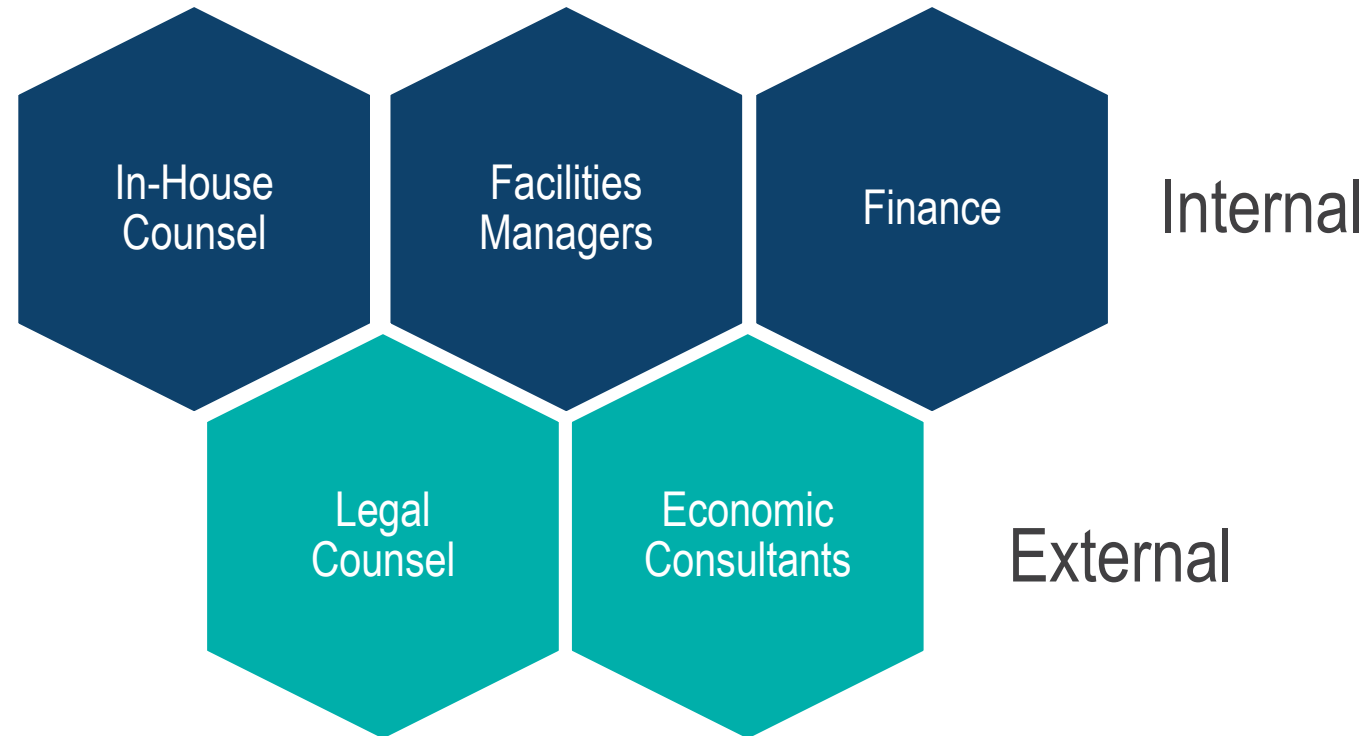 In-House
Counsel
Facilities
Managers
Finance
Internal
Legal
Counsel
Economic
Consultants
External